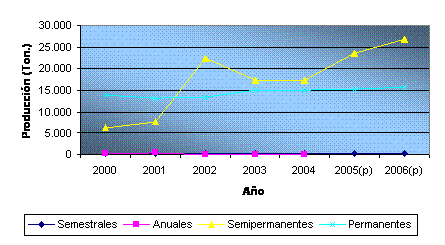 30.000
25.000
20.000
15.000
10.000
5.000
0
Producción (Ton.)
2000 2001 2002 2003 2004 2005(p) 2006(p)
Año
Semestrales Anuales Semipermanentes Permanentes